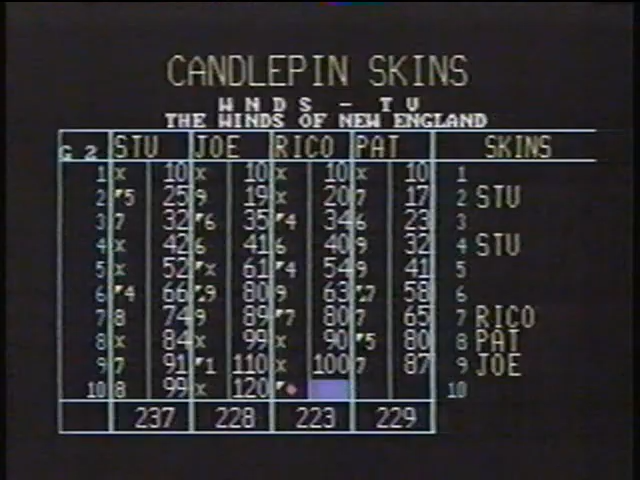 CANDLEPIN SKINS
WNDS - TV
THE WINDS OF NEW ENGLAND
G 2 STU JOE RICO PAT SKINS
1 x 10 x 10 x 10 x 10 1
2 5 25 9 19 x 20 7 17 2 STU
3 7 32 6 35 4 34 6 23 3
4 x 42 6 41 6 40 9 32 4 STU
5 x 52 x 61 4 54 9 41 5
6 4 66 9 80 9 63 7 58 6
7 8 74 9 89 7 80 7 65 7 RICO
8 x 84 x 99 x 90 5 80 8 PAT
9 7 91 1 110 x 100 7 87 9 JOE
10 8 99 x 120 10
237 228 223 229